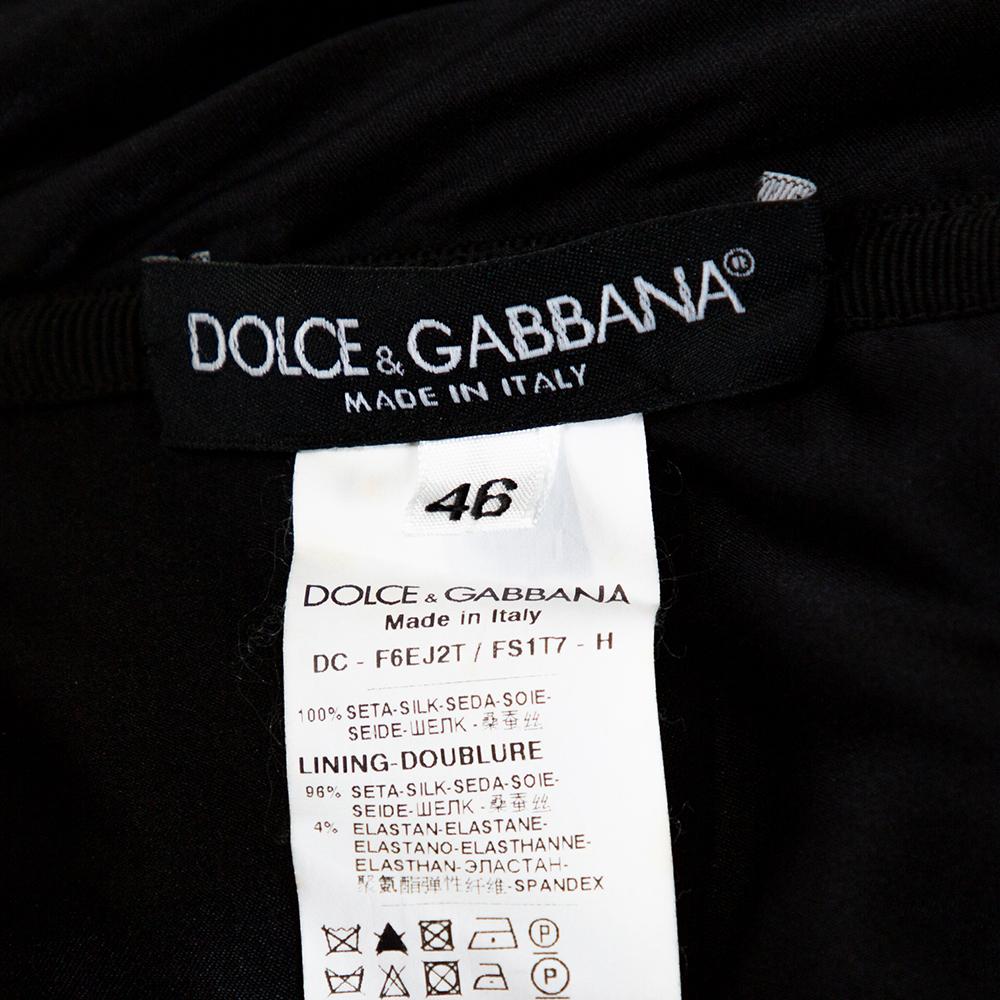 DOLCE & GABBANA®
MADE IN ITALY
46
DOLCE & GABBANA
Made in Italy
DC - F6EJ2T / FS1T7 - H
100% SETA-SILK-SEDA-SOIE-
SEIDE-ШЕЛК - 桑蚕丝
LINING-DOUBLURE
96% SETA-SILK-SEDA-SOIE-
SEIDE-ШЕЛК - 桑蚕丝
4% ELASTAN-ELASTANE-
ELASTANO-ELASTHANNE-
ELASTHAN-ЭЛАСТАН-
聚氨酯弹性纤维-SPANDEX
P
P